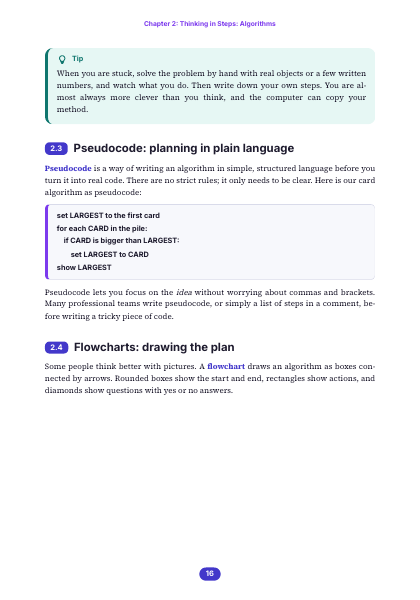 Chapter 2: Thinking in Steps: Algorithms
Tip
When you are stuck, solve the problem by hand with real objects or a few written
numbers, and watch what you do. Then write down your own steps. You are al-
most always more clever than you think, and the computer can copy your
method.
2.3 Pseudocode: planning in plain language
Pseudocode is a way of writing an algorithm in simple, structured language before you
turn it into real code. There are no strict rules; it only needs to be clear. Here is our card
algorithm as pseudocode:
set LARGEST to the first card
for each CARD in the pile:
    if CARD is bigger than LARGEST:
        set LARGEST to CARD
show LARGEST
Pseudocode lets you focus on the idea without worrying about commas and brackets.
Many professional teams write pseudocode, or simply a list of steps in a comment, be-
fore writing a tricky piece of code.
2.4 Flowcharts: drawing the plan
Some people think better with pictures. A flowchart draws an algorithm as boxes con-
nected by arrows. Rounded boxes show the start and end, rectangles show actions, and
diamonds show questions with yes or no answers.
16